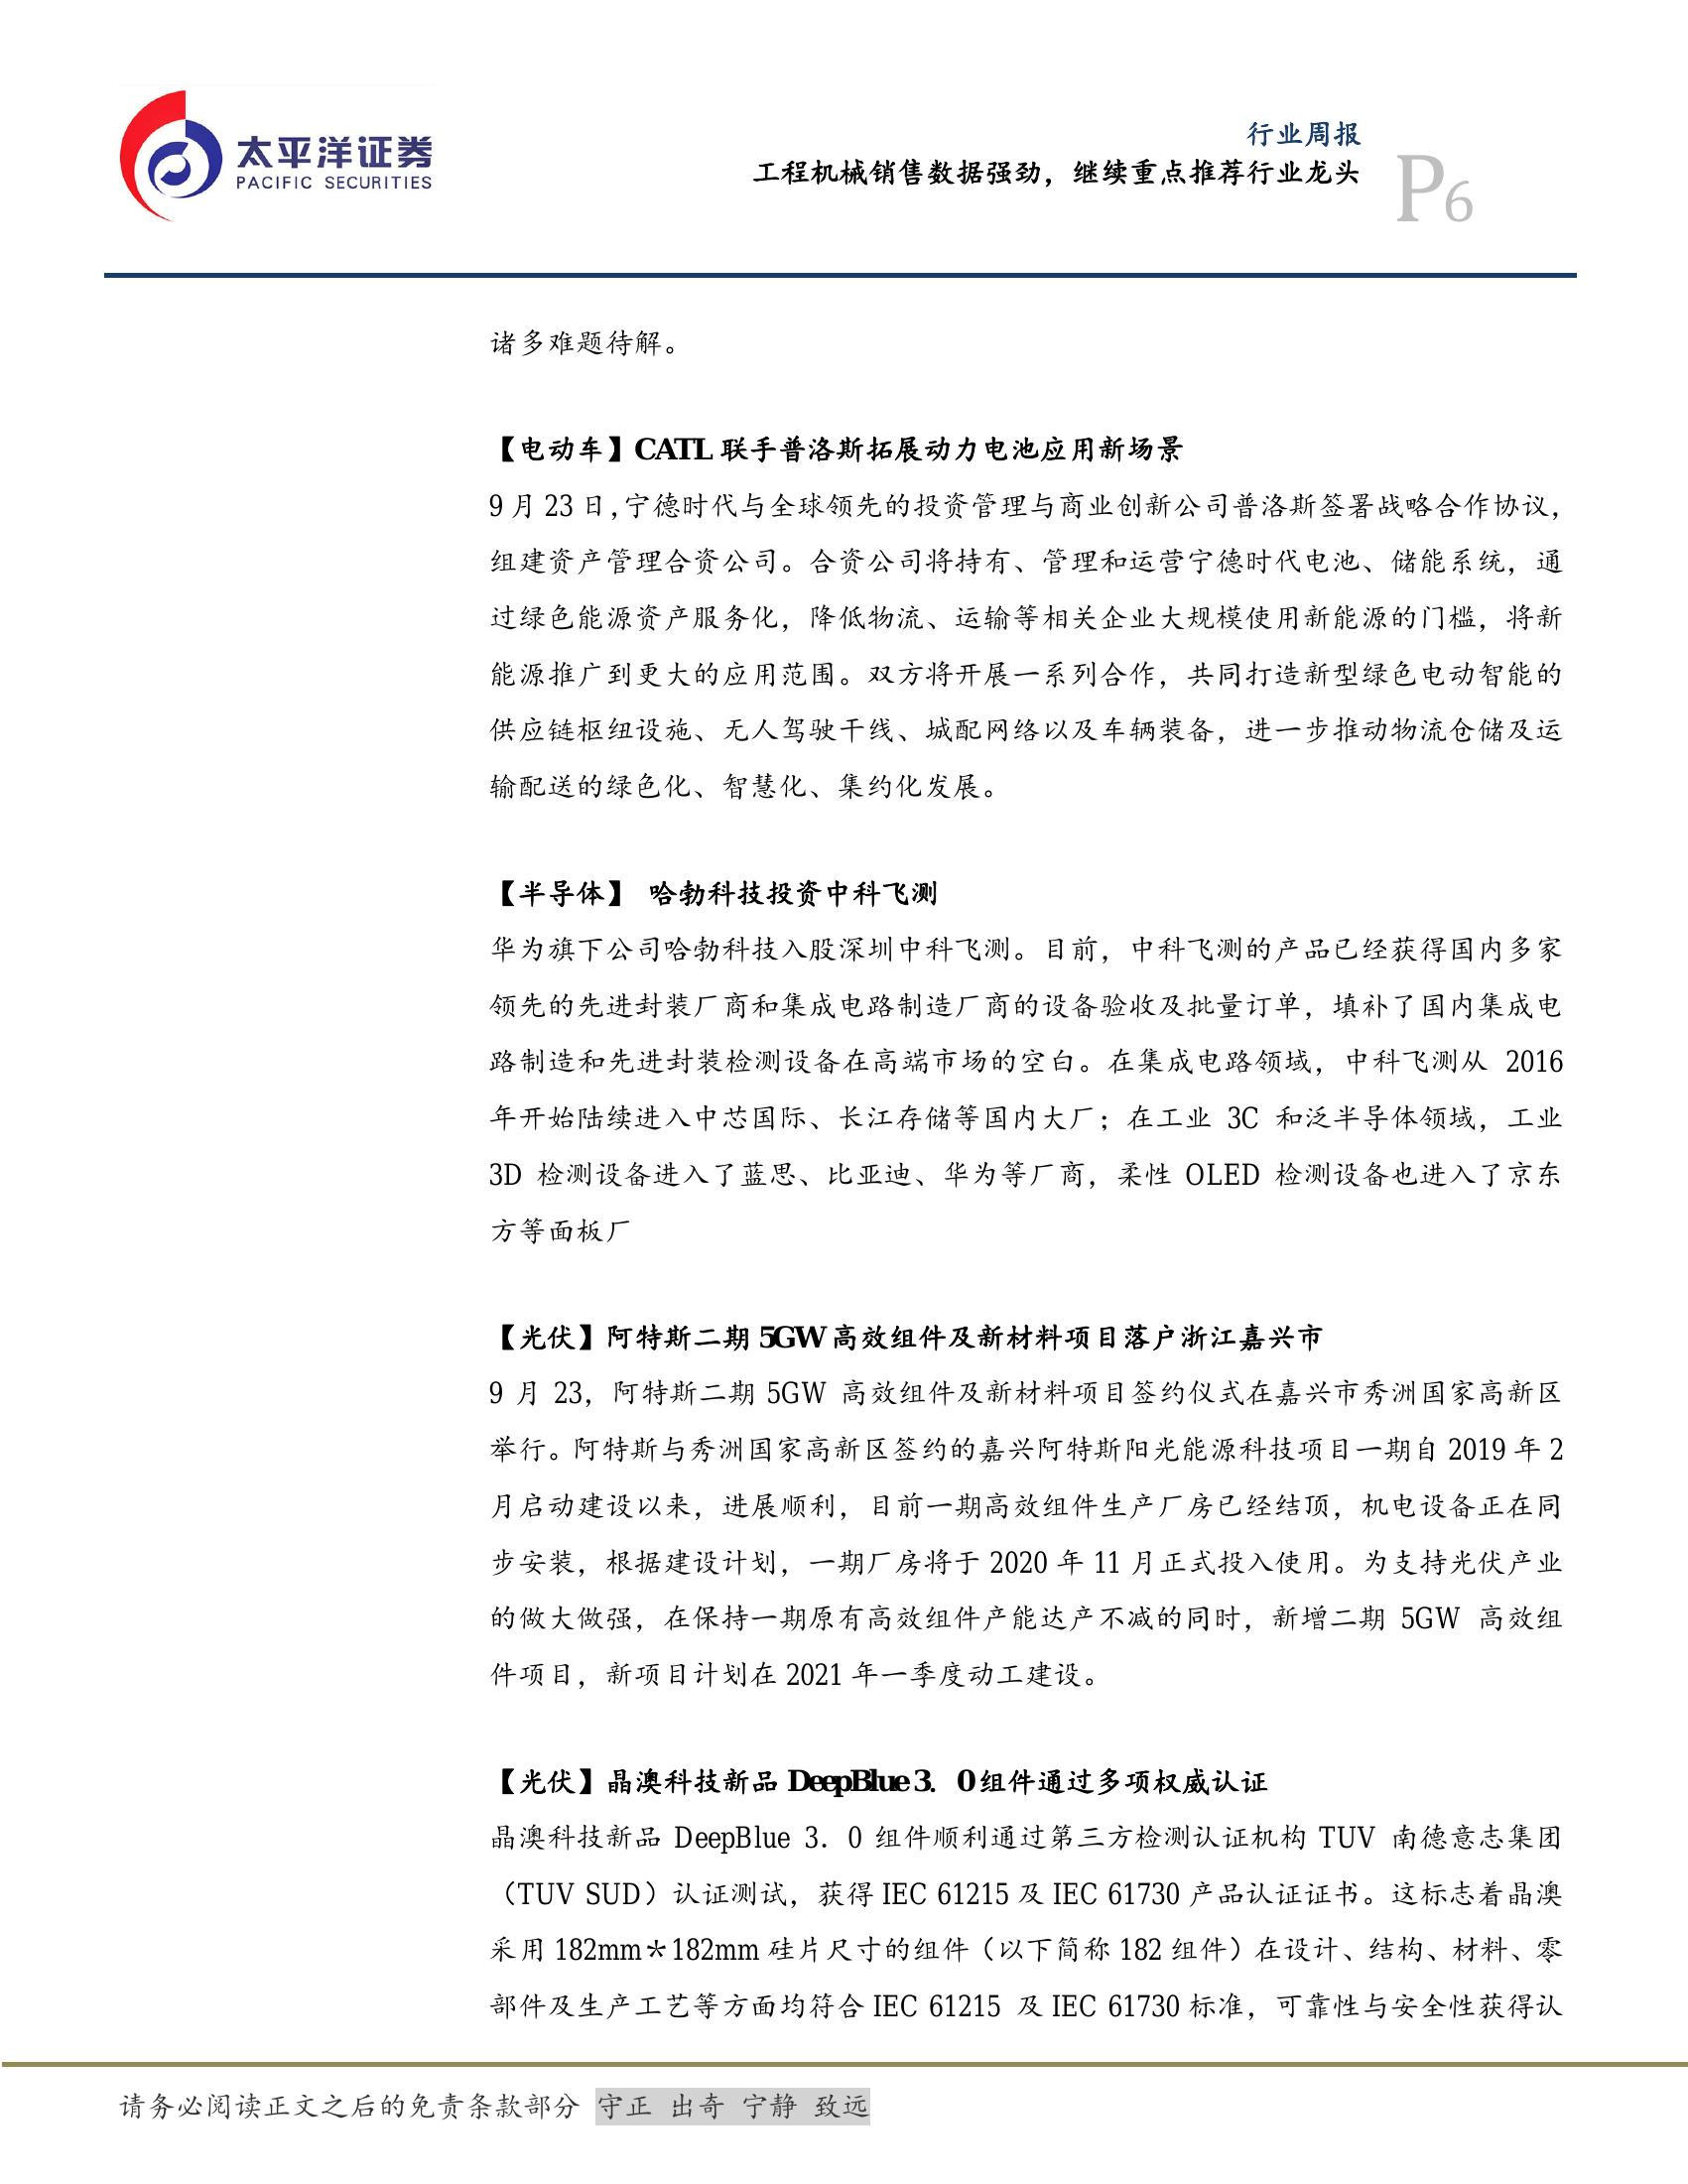 太平洋证券
PACIFIC SECURITIES
行业周报
工程机械销售数据强劲，继续重点推荐行业龙头
P6
诸多难题待解。
【电动车】CATL 联手普洛斯拓展动力电池应用新场景
9 月 23 日，宁德时代与全球领先的投资管理与商业创新公司普洛斯签署战略合作协议，
组建资产管理合资公司。合资公司将持有、管理和运营宁德时代电池、储能系统，通
过绿色能源资产服务化，降低物流、运输等相关企业大规模使用新能源的门槛，将新
能源推广到更大的应用范围。双方将开展一系列合作，共同打造新型绿色电动智能的
供应链枢纽设施、无人驾驶干线、城配网络以及车辆装备，进一步推动物流仓储及运
输配送的绿色化、智慧化、集约化发展。
【半导体】 哈勃科技投资中科飞测
华为旗下公司哈勃科技入股深圳中科飞测。目前，中科飞测的产品已经获得国内多家
领先的先进封装厂商和集成电路制造厂商的设备验收及批量订单，填补了国内集成电
路制造和先进封装检测设备在高端市场的空白。在集成电路领域，中科飞测从 2016
年开始陆续进入中芯国际、长江存储等国内大厂；在工业 3C 和泛半导体领域，工业
3D 检测设备进入了蓝思、比亚迪、华为等厂商，柔性 OLED 检测设备也进入了京东
方等面板厂
【光伏】阿特斯二期 5GW 高效组件及新材料项目落户浙江嘉兴市
9 月 23，阿特斯二期 5GW 高效组件及新材料项目签约仪式在嘉兴市秀洲国家高新区
举行。阿特斯与秀洲国家高新区签约的嘉兴阿特斯阳光能源科技项目一期自 2019 年 2
月启动建设以来，进展顺利，目前一期高效组件生产厂房已经结顶，机电设备正在同
步安装，根据建设计划，一期厂房将于 2020 年 11 月正式投入使用。为支持光伏产业
的做大做强，在保持一期原有高效组件产能达产不减的同时，新增二期 5GW 高效组
件项目，新项目计划在 2021 年一季度动工建设。
【光伏】晶澳科技新品 DeepBlue 3．0 组件通过多项权威认证
晶澳科技新品 DeepBlue 3．0 组件顺利通过第三方检测认证机构 TUV 南德意志集团
（TUV SUD）认证测试，获得 IEC 61215 及 IEC 61730 产品认证证书。这标志着晶澳
采用 182mm＊182mm 硅片尺寸的组件（以下简称 182 组件）在设计、结构、材料、零
部件及生产工艺等方面均符合 IEC 61215 及 IEC 61730 标准，可靠性与安全性获得认
请务必阅读正文之后的免责条款部分 守正 出奇 宁静 致远